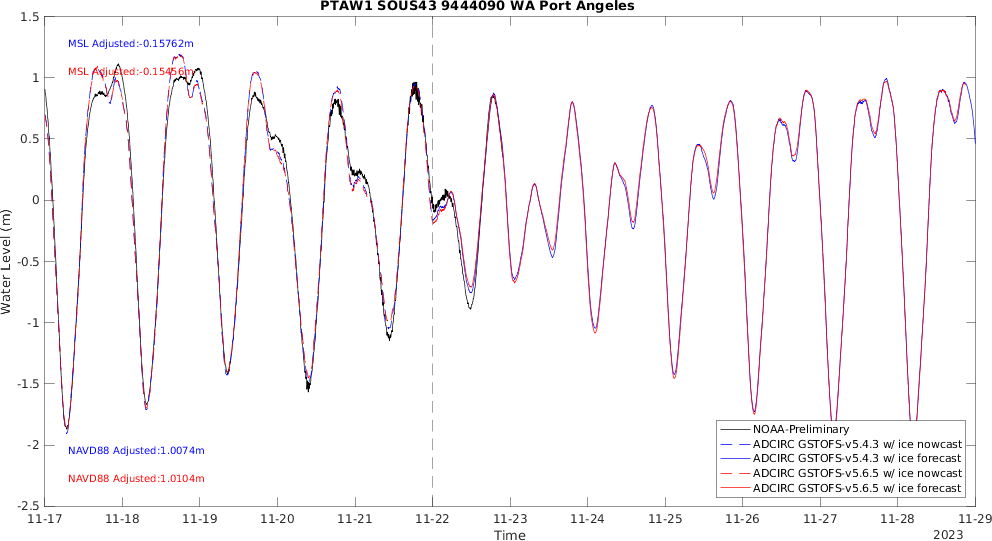 PTAW1 SOUS43 9444090 WA Port Angeles
MSL Adjusted:-0.15762m
MSL Adjusted:-0.15456m
NAVD88 Adjusted:1.0074m
NAVD88 Adjusted:1.0104m
Water Level (m)
1.5
1
0.5
0
-0.5
-1
-1.5
-2
-2.5
NOAA-Preliminary
ADCIRC GSTOFS-v5.4.3 w/ ice nowcast
ADCIRC GSTOFS-v5.4.3 w/ ice forecast
ADCIRC GSTOFS-v5.6.5 w/ ice nowcast
ADCIRC GSTOFS-v5.6.5 w/ ice forecast
11-17 11-18 11-19 11-20 11-21 11-22 11-23 11-24 11-25 11-26 11-27 11-28 11-29
Time
2023